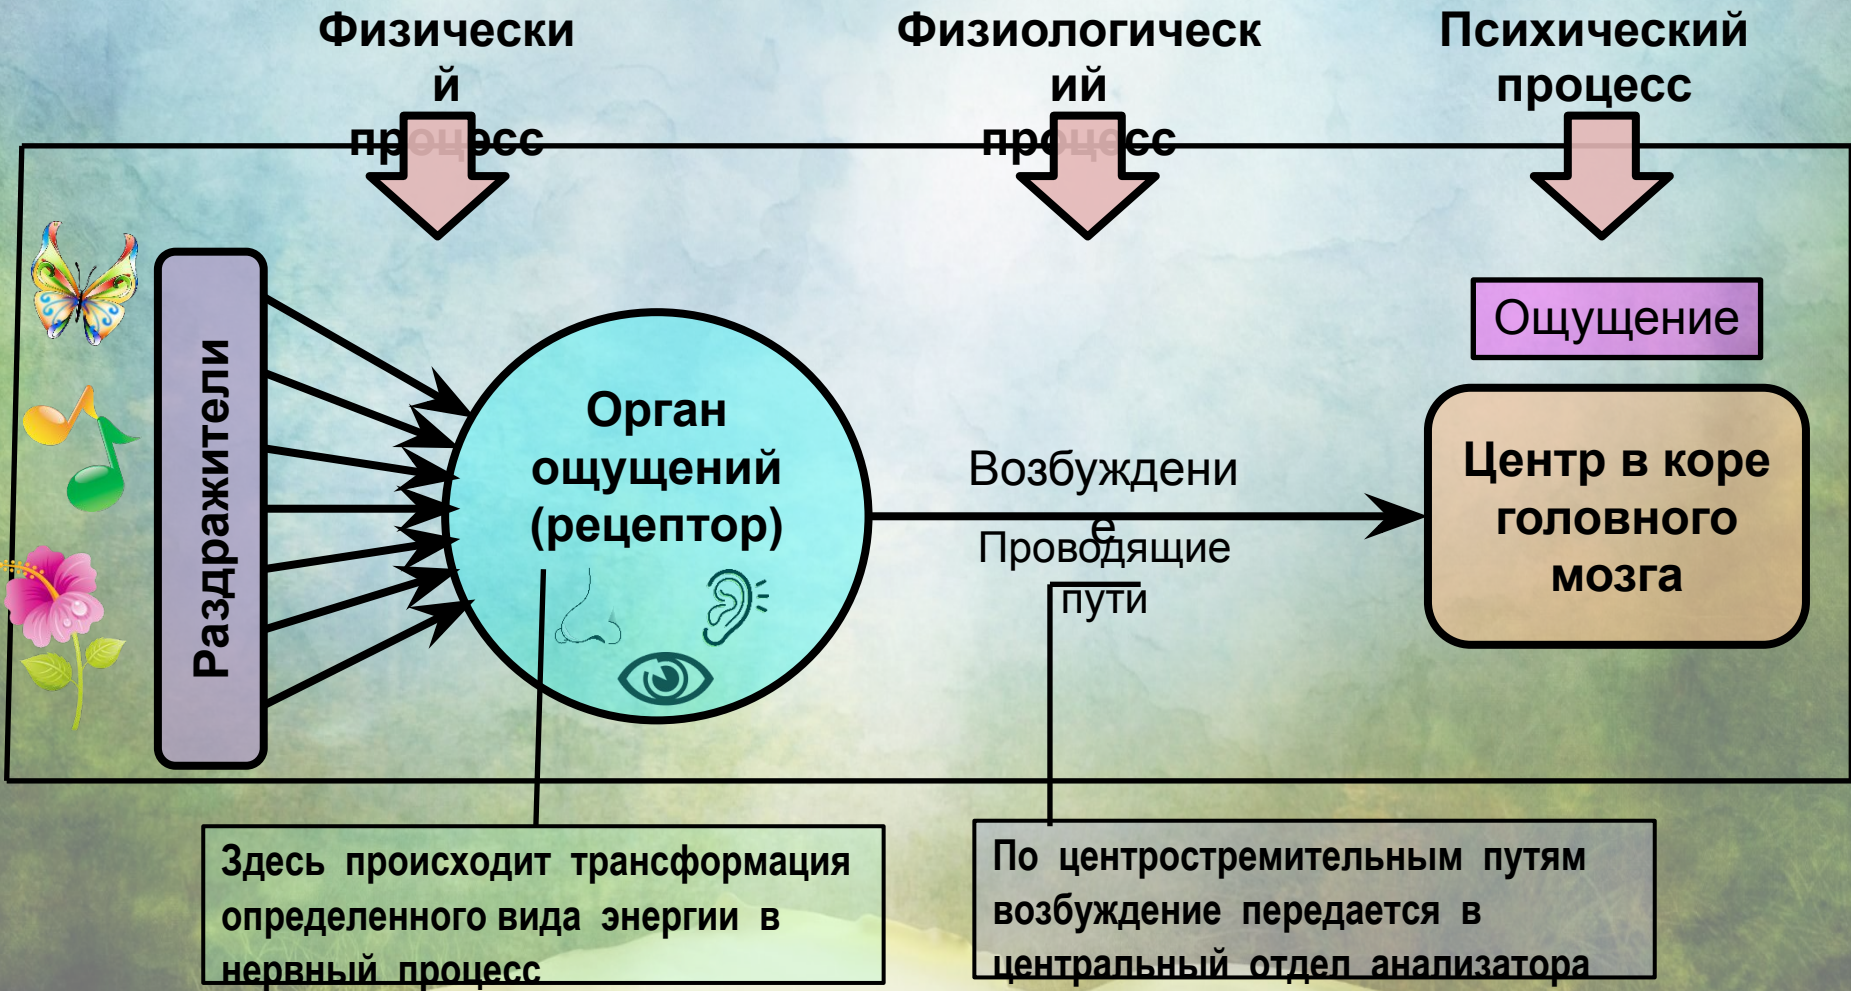 Физически
й
процесс
Физиологическ
ий
процесс
Психический
процесс
Раздражители
Орган
ощущений
(рецептор)
Возбуждени
е
Проводящие
пути
Ощущение
Центр в коре
головного
мозга
Здесь происходит трансформация
определенного вида энергии в
нервный процесс
По центростремительным путям
возбуждение передается в
центральный отдел анализатора